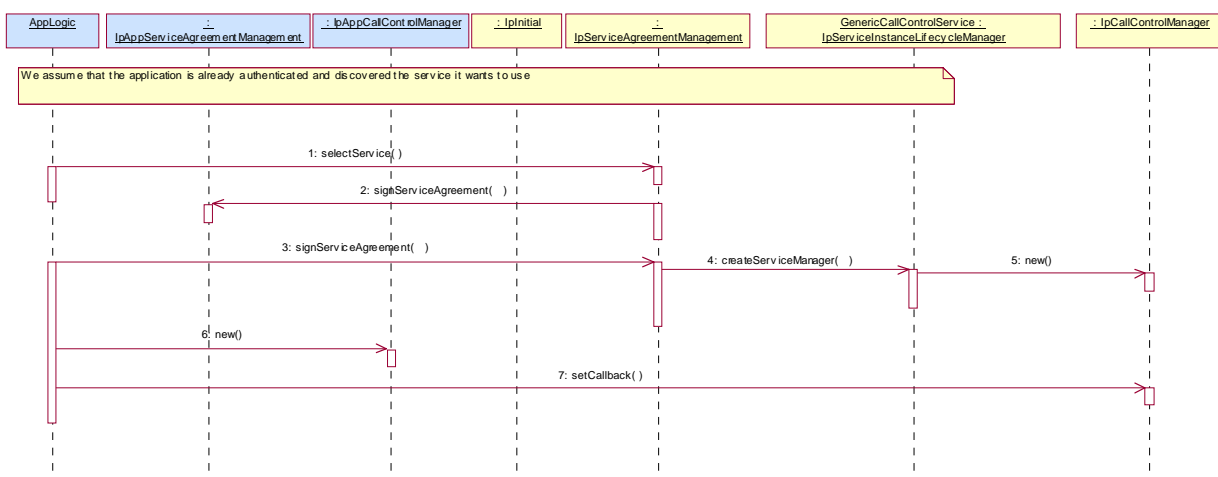 AppLogic
:
IpAppServiceAgreementManagement
: IpAppCallControlManager
: IpInitial
:
IpServiceAgreementManagement
GenericCallControlService :
IpServiceInstanceLifecycleManager
: IpCallControlManager
We assume that the application is already authenticated and discovered the service it wants to use
1: selectService( )
2: signServiceAgreement( )
3: signServiceAgreement( )
4: createServiceManager( )
5: new()
6: new()
7: setCallback( )